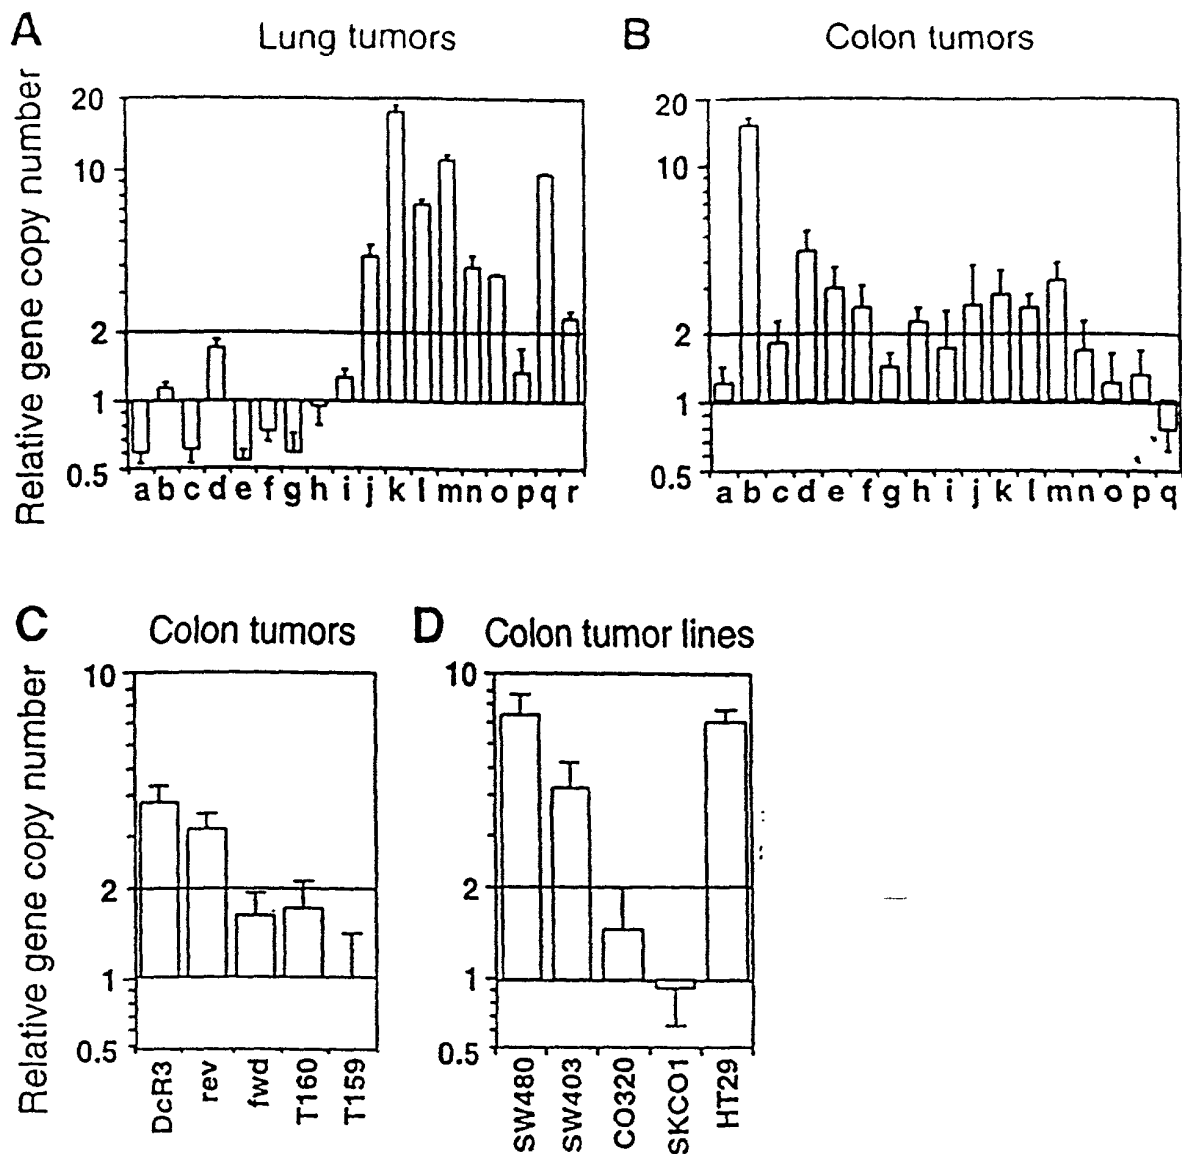 A
Lung tumors
Relative gene copy number
20
10
2
1
0.5
a b c d e f g h i j k l m n o p q r
B
Colon tumors
20
10
2
1
0.5
a b c d e f g h i j k l m n o p q
C
Colon tumors
Relative gene copy number
10
2
1
0.5
DcR3
rev
fwd
T160
T159
D
Colon tumor lines
10
2
1
0.5
SW480
SW403
CO320
SKCO1
HT29